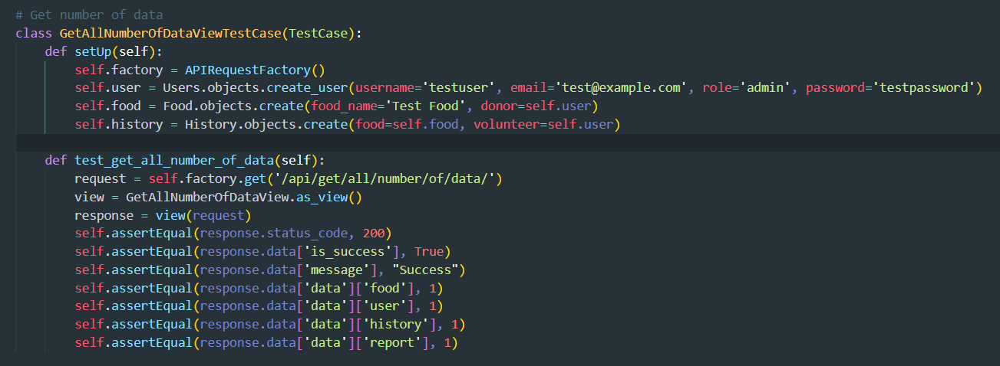 # Get number of data
class GetAllNumberOfDataViewTestCase(TestCase):
    def setUp(self):
        self.factory = APIRequestFactory()
        self.user = Users.objects.create_user(username='testuser', email='test@example.com', role='admin', password='testpassword')
        self.food = Food.objects.create(food_name='Test Food', donor=self.user)
        self.history = History.objects.create(food=self.food, volunteer=self.user)

    def test_get_all_number_of_data(self):
        request = self.factory.get('/api/get/all/number/of/data/')
        view = GetAllNumberOfDataView.as_view()
        response = view(request)
        self.assertEqual(response.status_code, 200)
        self.assertEqual(response.data['is_success'], True)
        self.assertEqual(response.data['message'], "Success")
        self.assertEqual(response.data['data']['food'], 1)
        self.assertEqual(response.data['data']['user'], 1)
        self.assertEqual(response.data['data']['history'], 1)
        self.assertEqual(response.data['data']['report'], 1)